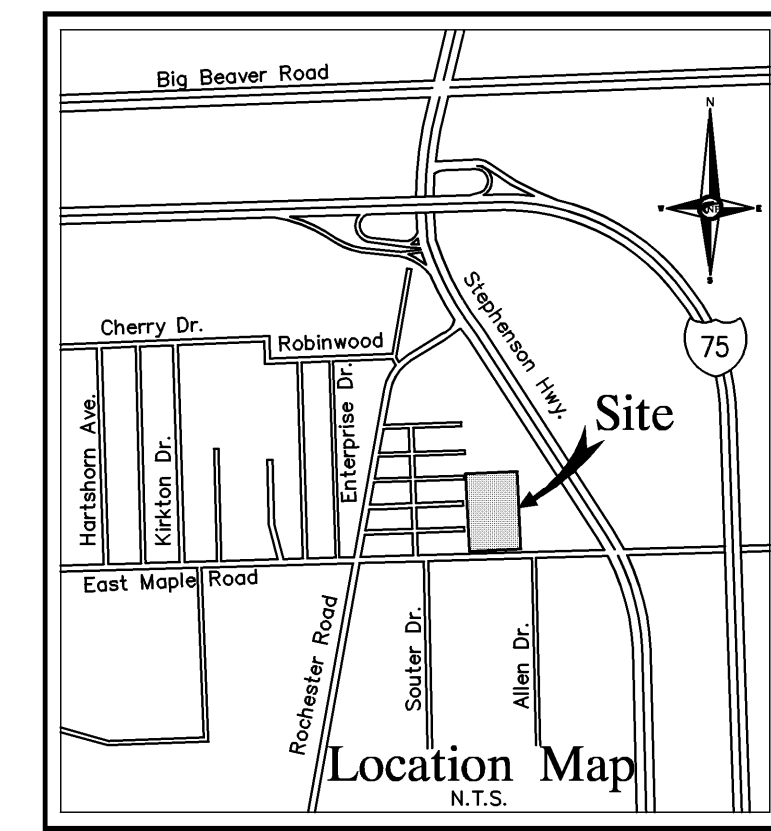 Big Beaver Road
N
W
E
S
Stephenson Hwy.
75
Cherry Dr.
Robinwood
Site
Hartshorn Ave.
Kirkton Dr.
Enterprise Dr.
East Maple Road
Rochester Road
Souter Dr.
Allen Dr.
Location Map
N.T.S.